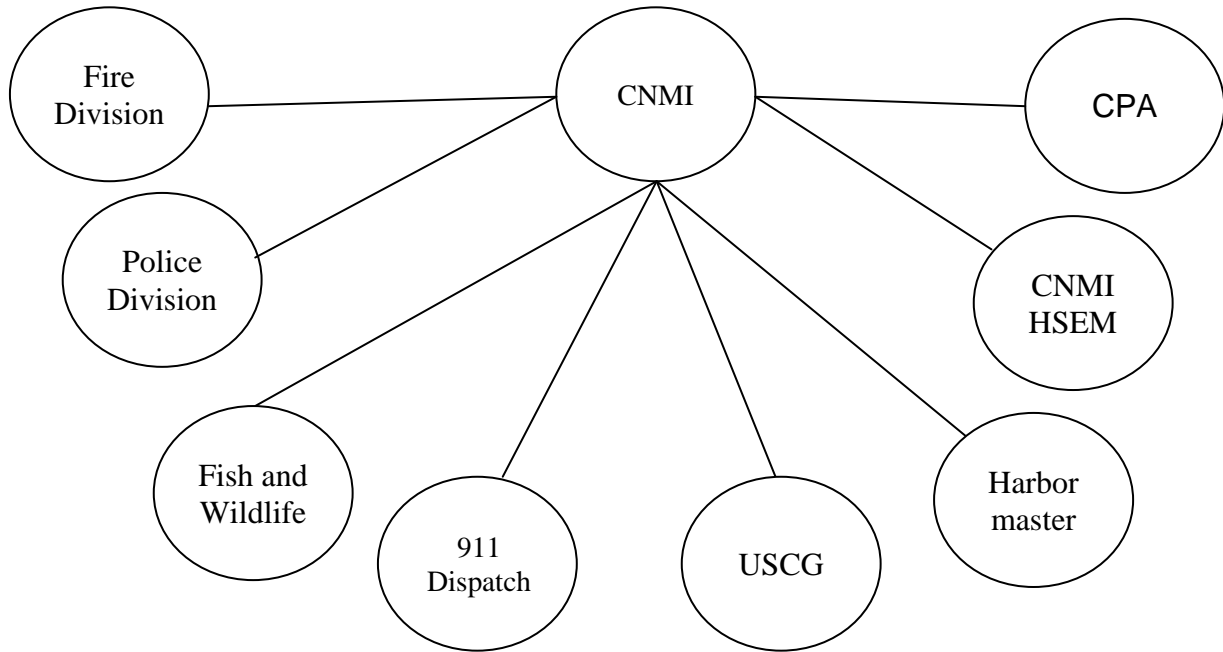 Fire
Division
CNMI
CPA
Police
Division
CNMI
HSEM
Fish and
Wildlife
911
Dispatch
USCG
Harbor
master